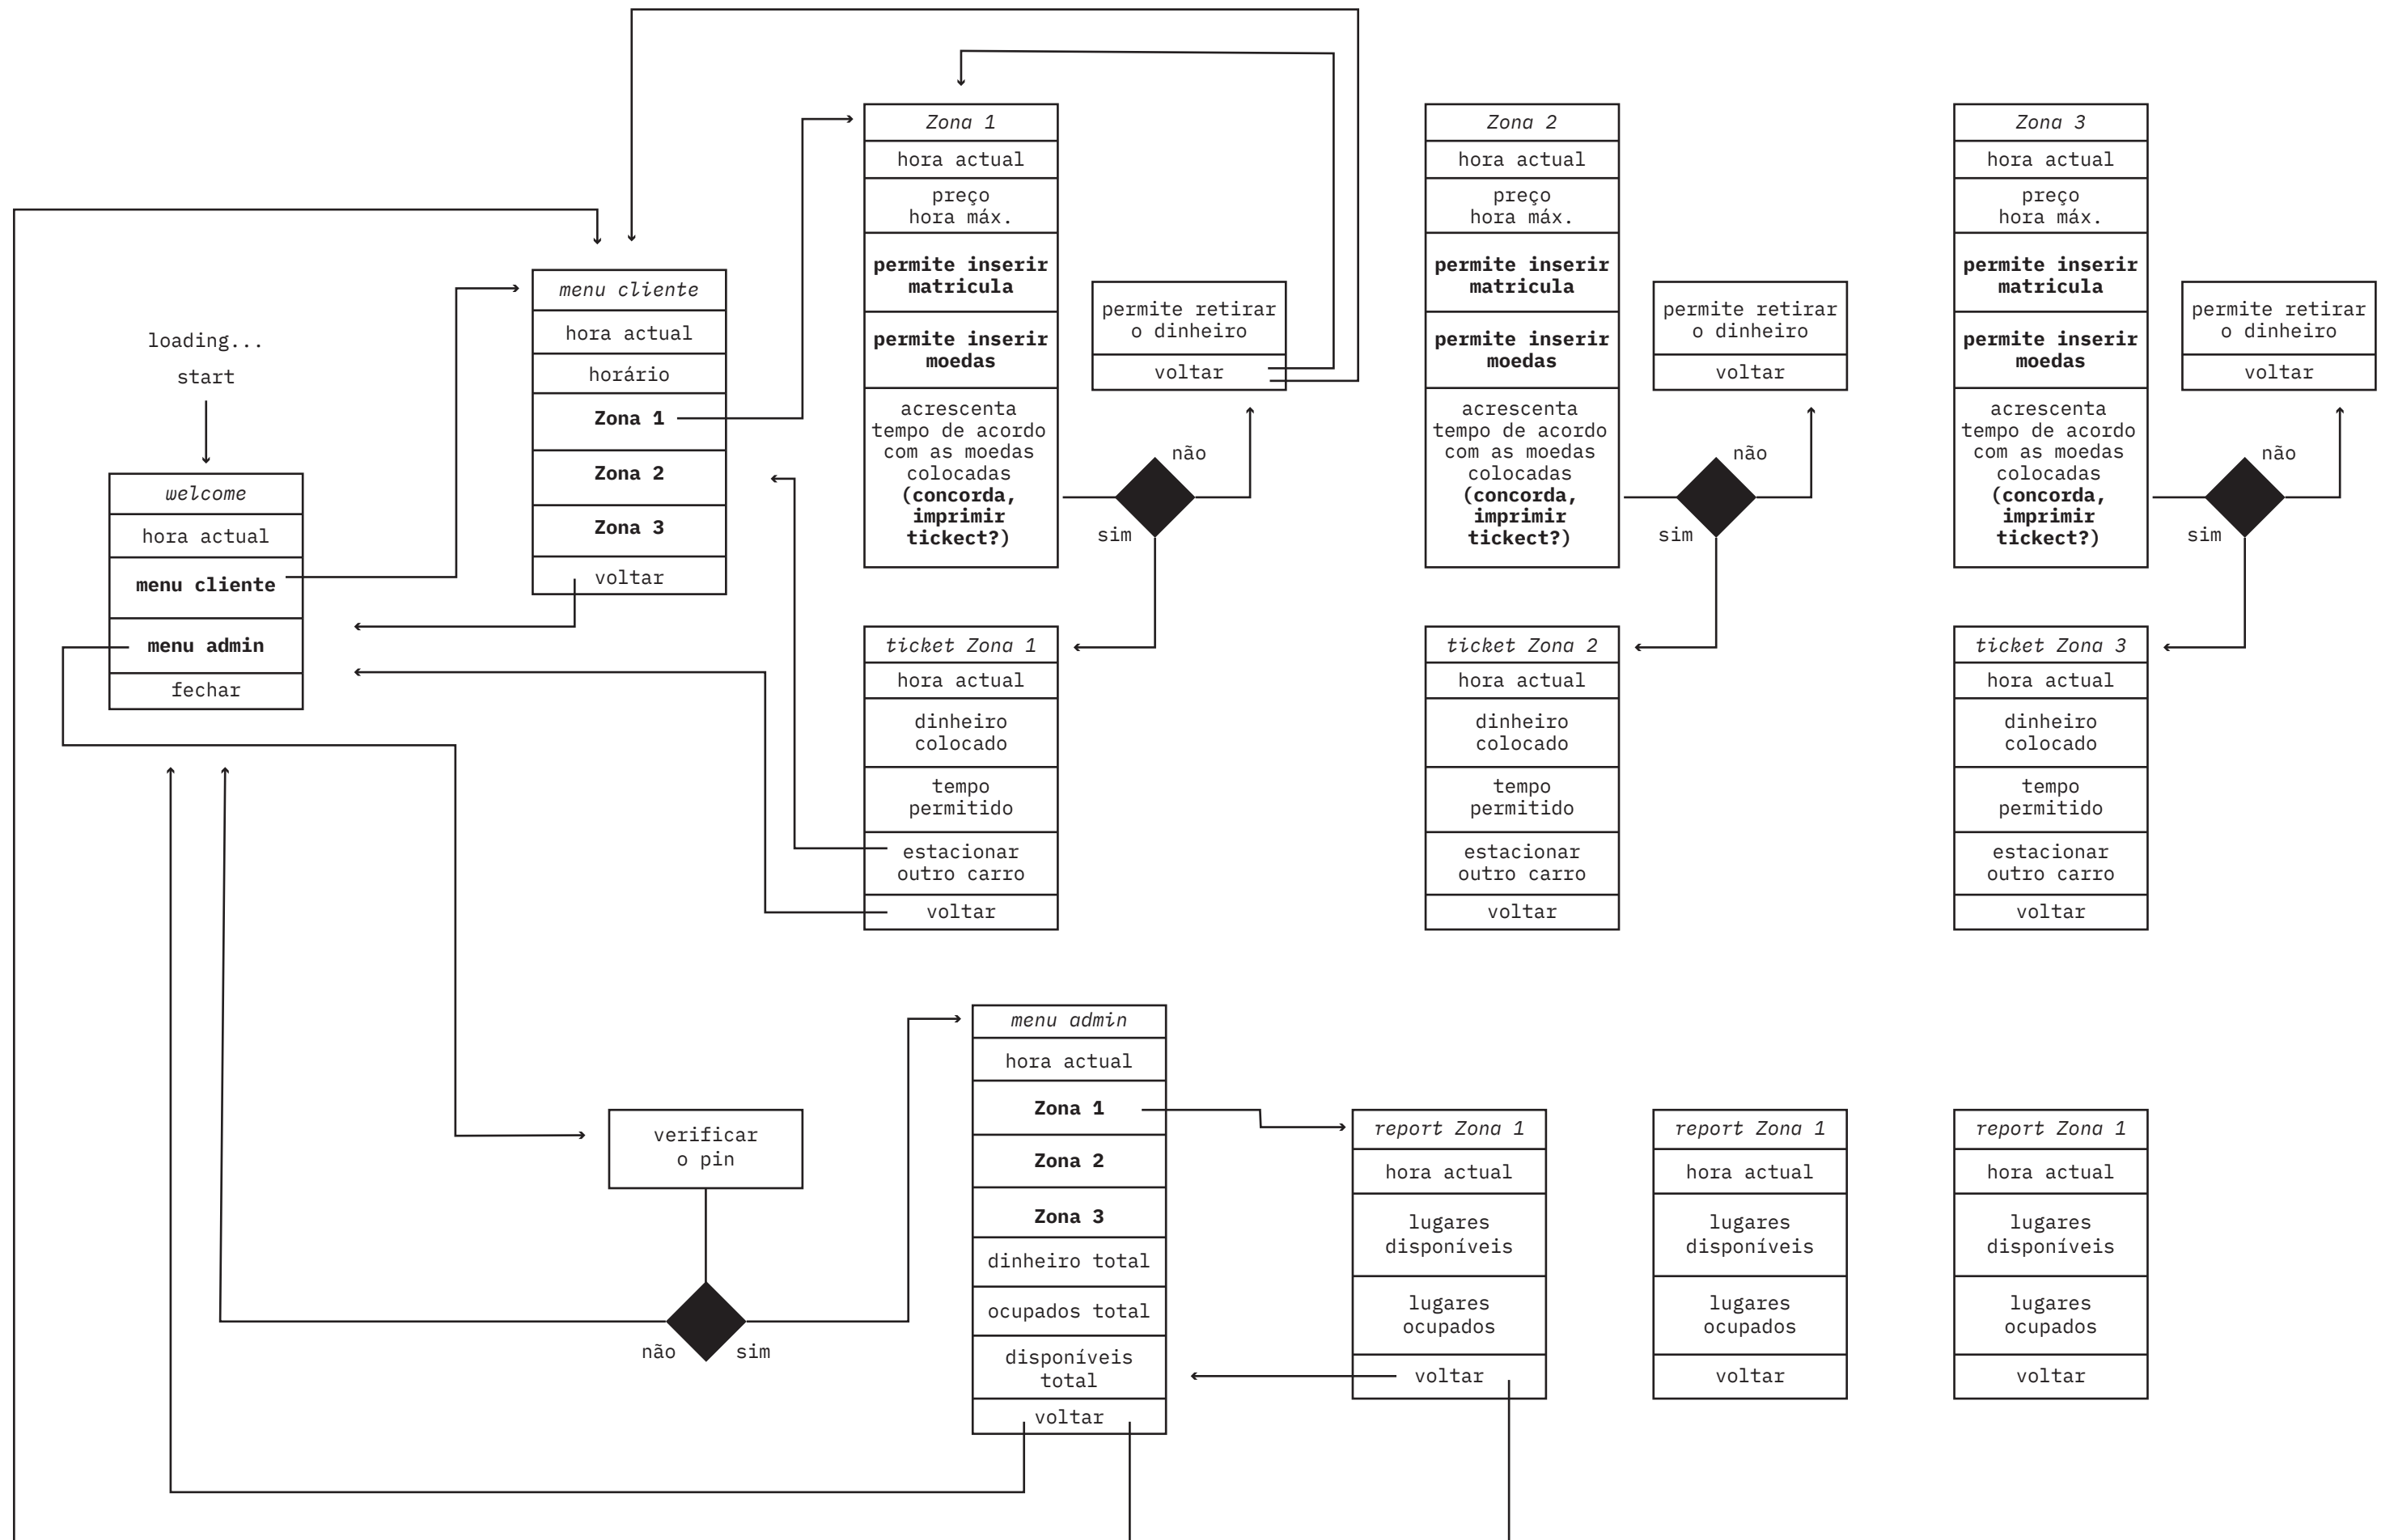 loading...
start
welcome
hora actual
menu cliente
menu admin
fechar
menu cliente
hora actual
horário
Zona 1
Zona 2
Zona 3
voltar
Zona 1
hora actual
preço
hora máx.
permite inserir
matricula
permite inserir
moedas
acrescenta
tempo de acordo
com as moedas
colocadas
(concorda,
imprimir
tickect?)
permite retirar
o dinheiro
voltar
não
sim
ticket Zona 1
hora actual
dinheiro
colocado
tempo
permitido
estacionar
outro carro
voltar
Zona 2
hora actual
preço
hora máx.
permite inserir
matricula
permite inserir
moedas
acrescenta
tempo de acordo
com as moedas
colocadas
(concorda,
imprimir
tickect?)
permite retirar
o dinheiro
voltar
não
sim
ticket Zona 2
hora actual
dinheiro
colocado
tempo
permitido
estacionar
outro carro
voltar
Zona 3
hora actual
preço
hora máx.
permite inserir
matricula
permite inserir
moedas
acrescenta
tempo de acordo
com as moedas
colocadas
(concorda,
imprimir
tickect?)
permite retirar
o dinheiro
voltar
não
sim
ticket Zona 3
hora actual
dinheiro
colocado
tempo
permitido
estacionar
outro carro
voltar
verificar
o pin
não
sim
menu admin
hora actual
Zona 1
Zona 2
Zona 3
dinheiro total
ocupados total
disponíveis
total
voltar
report Zona 1
hora actual
lugares
disponíveis
lugares
ocupados
voltar
report Zona 1
hora actual
lugares
disponíveis
lugares
ocupados
voltar
report Zona 1
hora actual
lugares
disponíveis
lugares
ocupados
voltar